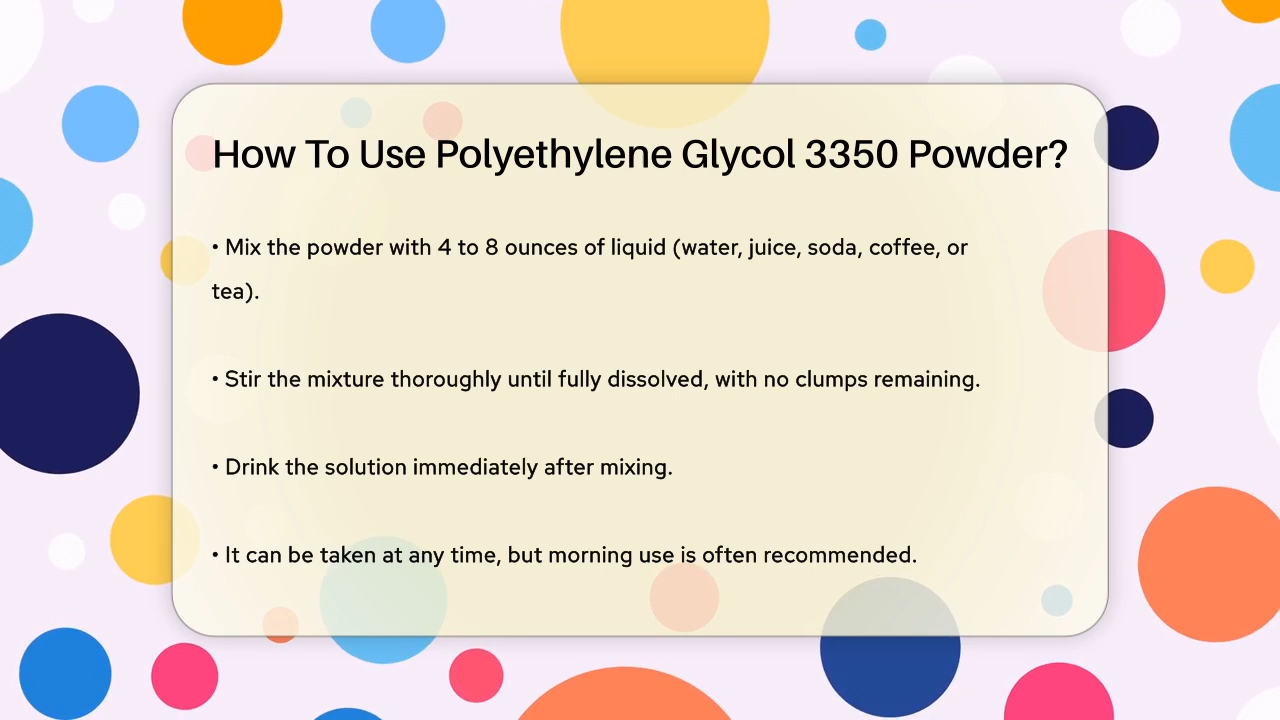 How To Use Polyethylene Glycol 3350 Powder?
• Mix the powder with 4 to 8 ounces of liquid (water, juice, soda, coffee, or
tea).
• Stir the mixture thoroughly until fully dissolved, with no clumps remaining.
• Drink the solution immediately after mixing.
• It can be taken at any time, but morning use is often recommended.